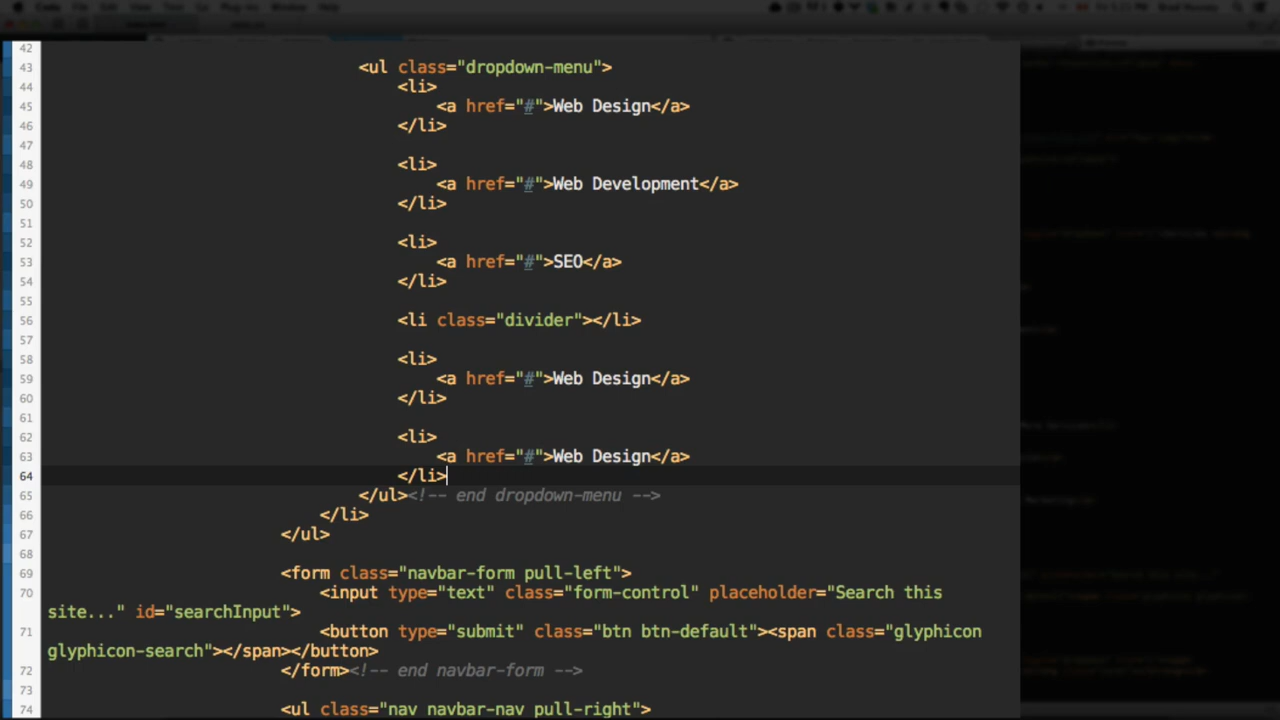 42
43 <ul class="dropdown-menu">
44 <li>
45 <a href="#">Web Design</a>
46 </li>
47
48 <li>
49 <a href="#">Web Development</a>
50 </li>
51
52 <li>
53 <a href="#">SEO</a>
54 </li>
55
56 <li class="divider"></li>
57
58 <li>
59 <a href="#">Web Design</a>
60 </li>
61
62 <li>
63 <a href="#">Web Design</a>
64 </li>
65 </ul><!-- end dropdown-menu -->
66 </li>
67 </ul>
68
69 <form class="navbar-form pull-left">
70 <input type="text" class="form-control" placeholder="Search this
site..." id="searchInput">
71 <button type="submit" class="btn btn-default"><span class="glyphicon
glyphicon-search"></span></button>
72 </form><!-- end navbar-form -->
73
74 <ul class="nav navbar-nav pull-right">